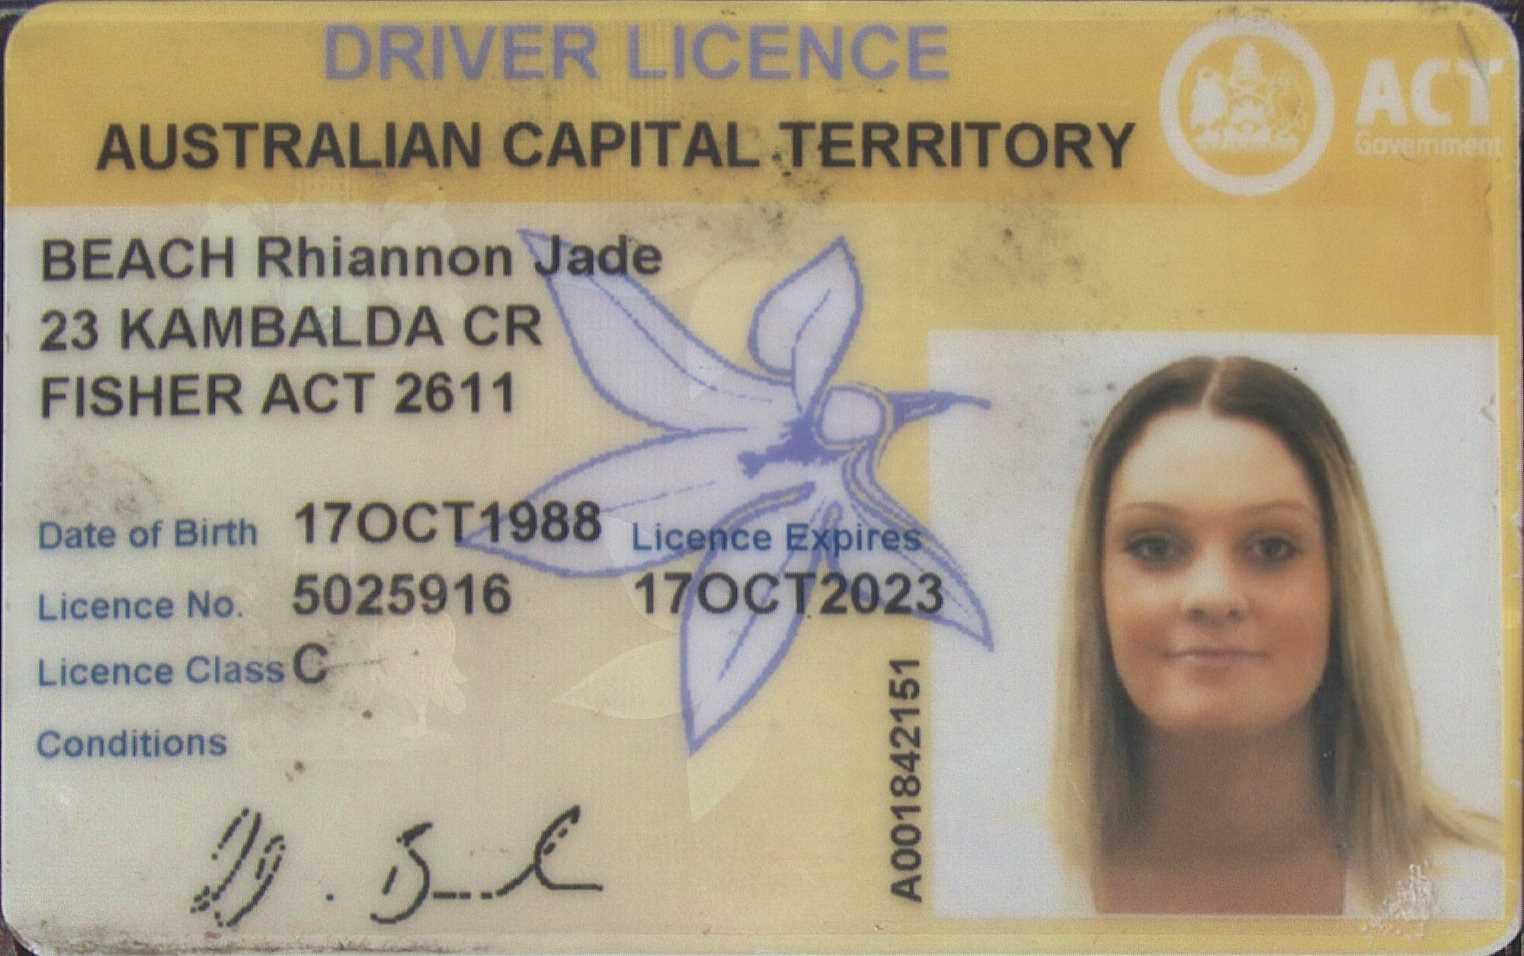 DRIVER LICENCE
ACT
Government
AUSTRALIAN CAPITAL TERRITORY
BEACH Rhiannon Jade
23 KAMBALDA CR
FISHER ACT 2611
Date of Birth 17OCT1988
Licence Expires
Licence No. 5025916
17OCT2023
Licence Class C
Conditions
A001842151